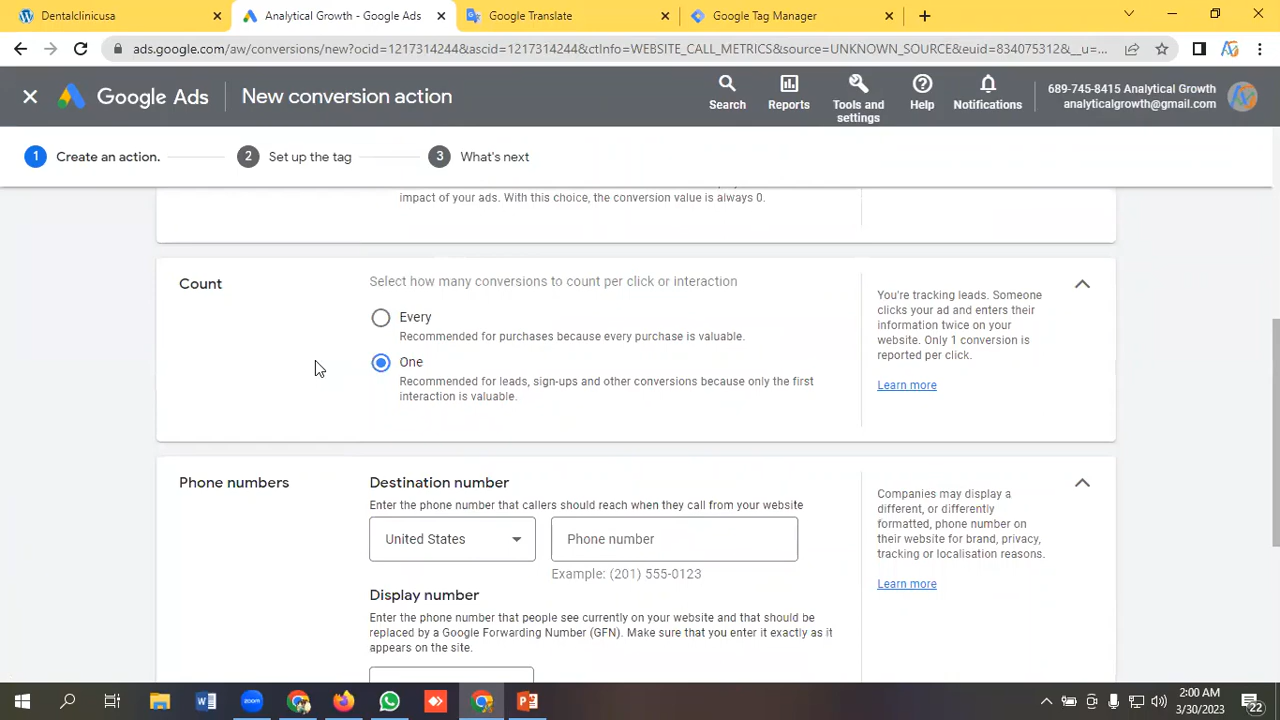 Dentalclinicusa
Analytical Growth - Google Ads
Google Translate
Google Tag Manager
ads.google.com/aw/conversions/new?ocid=1217314244&ascid=1217314244&ctInfo=WEBSITE_CALL_METRICS&source=UNKNOWN_SOURCE&euid=834075312&__u=...
Google Ads
New conversion action
Search
Reports
Tools and
settings
Help
Notifications
689-745-8415 Analytical Growth
analyticalgrowth@gmail.com
1 Create an action.
2 Set up the tag
3 What's next
impact of your ads. With this choice, the conversion value is always 0.
Count
Select how many conversions to count per click or interaction
Every
Recommended for purchases because every purchase is valuable.
One
Recommended for leads, sign-ups and other conversions because only the first
interaction is valuable.
You're tracking leads. Someone
clicks your ad and enters their
information twice on your
website. Only 1 conversion is
reported per click.
Learn more
Phone numbers
Destination number
Enter the phone number that callers should reach when they call from your website
United States
Phone number
Example: (201) 555-0123
Display number
Enter the phone number that people see currently on your website and that should be
replaced by a Google Forwarding Number (GFN). Make sure that you enter it exactly as it
appears on the site.
Companies may display a
different, or differently
formatted, phone number on
their website for brand, privacy,
tracking or localisation reasons.
Learn more
2:00 AM
3/30/2023
22